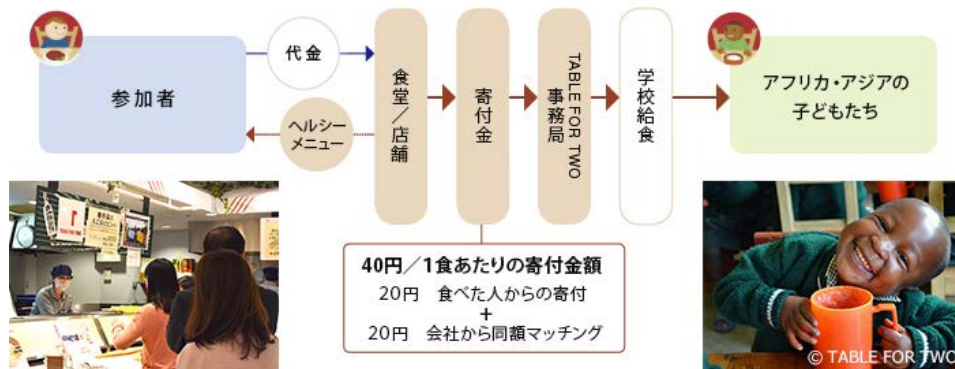 参加者
代金
ヘルシー
メニュー
食堂／店舗
寄付金
TABLE FOR TWO
事務局
学校給食
アフリカ・アジアの
子どもたち
40円／1食あたりの寄付金額
20円　食べた人からの寄付
+
20円　会社から同額マッチング
© TABLE FOR TWO